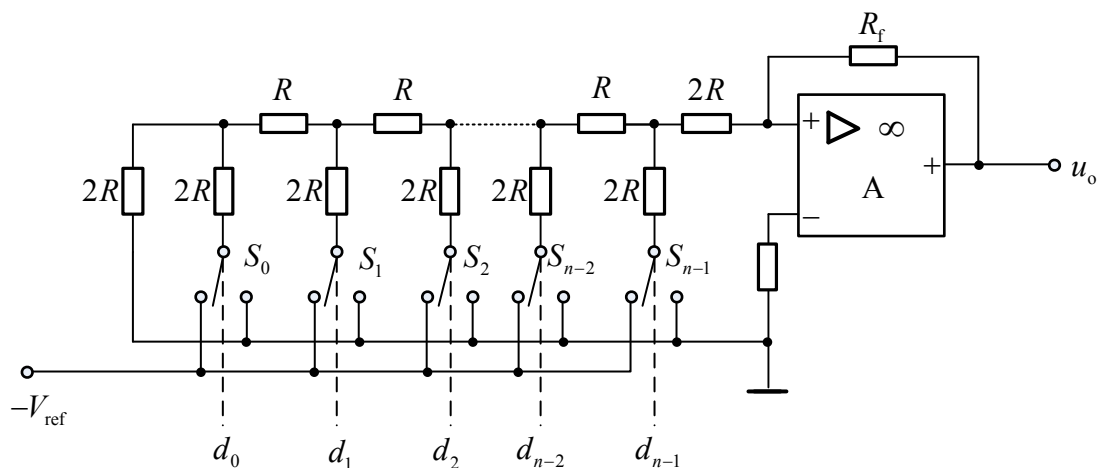 R_f
R R R 2R
+ ▷ ∞
2R 2R 2R 2R 2R 2R A + u_o
−
S_0 S_1 S_2 S_{n−2} S_{n−1}
−V_ref
d_0 d_1 d_2 d_{n−2} d_{n−1}